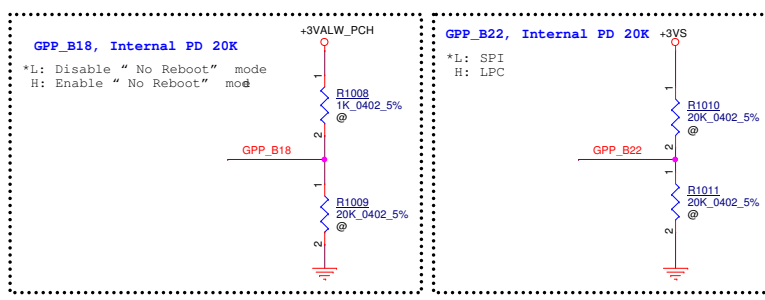 GPP_B18, Internal PD 20K
*L: Disable “ No Reboot” mode
H: Enable “ No Reboot” mode
+3VALW_PCH
1
R1008
1K_0402_5%
@
2
GPP_B18
1
R1009
20K_0402_5%
@
2
GPP_B22, Internal PD 20K
*L: SPI
H: LPC
+3VS
1
R1010
20K_0402_5%
@
2
GPP_B22
1
R1011
20K_0402_5%
@
2